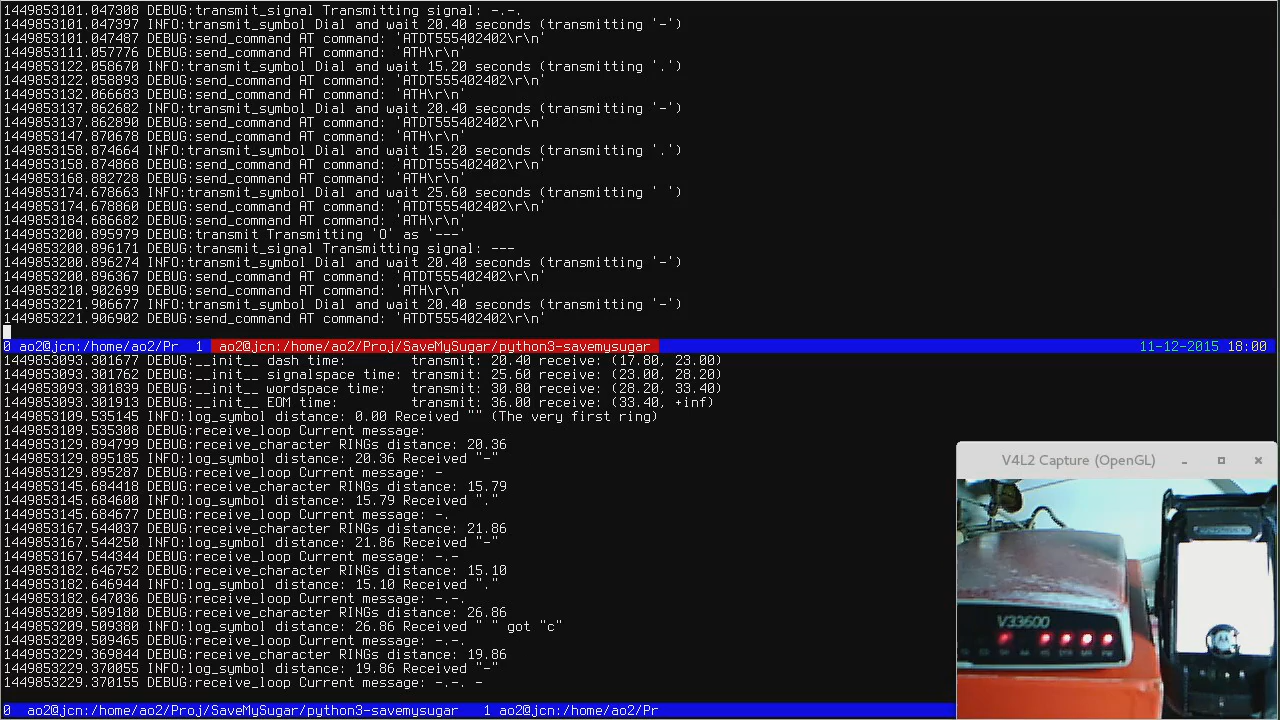 1449853101.047308 DEBUG:transmit_signal Transmitting signal: -.-.
1449853101.047397 INFO:transmit_symbol Dial and wait 20.40 seconds (transmitting '-')
1449853101.047487 DEBUG:send_command AT command: 'ATDT555402402\r\n'
1449853111.057776 DEBUG:send_command AT command: 'ATH\r\n'
1449853122.058670 INFO:transmit_symbol Dial and wait 15.20 seconds (transmitting '.')
1449853122.058893 DEBUG:send_command AT command: 'ATDT555402402\r\n'
1449853132.066683 DEBUG:send_command AT command: 'ATH\r\n'
1449853137.862682 INFO:transmit_symbol Dial and wait 20.40 seconds (transmitting '-')
1449853137.862890 DEBUG:send_command AT command: 'ATDT555402402\r\n'
1449853147.870678 DEBUG:send_command AT command: 'ATH\r\n'
1449853158.874664 INFO:transmit_symbol Dial and wait 15.20 seconds (transmitting '.')
1449853158.874868 DEBUG:send_command AT command: 'ATDT555402402\r\n'
1449853168.882728 DEBUG:send_command AT command: 'ATH\r\n'
1449853174.678663 INFO:transmit_symbol Dial and wait 25.60 seconds (transmitting ' ')
1449853174.678860 DEBUG:send_command AT command: 'ATDT555402402\r\n'
1449853184.686682 DEBUG:send_command AT command: 'ATH\r\n'
1449853200.895979 DEBUG:transmit Transmitting 'O' as '---'
1449853200.896171 DEBUG:transmit_signal Transmitting signal: ---
1449853200.896274 INFO:transmit_symbol Dial and wait 20.40 seconds (transmitting '-')
1449853200.896367 DEBUG:send_command AT command: 'ATDT555402402\r\n'
1449853210.902699 DEBUG:send_command AT command: 'ATH\r\n'
1449853221.906677 INFO:transmit_symbol Dial and wait 20.40 seconds (transmitting '-')
1449853221.906902 DEBUG:send_command AT command: 'ATDT555402402\r\n'
0 ao2@jcn:/home/ao2/Pr 1 ao2@jcn:/home/ao2/Proj/SaveMySugar/python3-savemysugar 11-12-2015 18:00
1449853093.301677 DEBUG:__init__ dash time: transmit: 20.40 receive: (17.80, 23.00)
1449853093.301762 DEBUG:__init__ signalspace time: transmit: 25.60 receive: (23.00, 28.20)
1449853093.301839 DEBUG:__init__ wordspace time: transmit: 30.80 receive: (28.20, 33.40)
1449853093.301913 DEBUG:__init__ EOM time: transmit: 36.00 receive: (33.40, +inf)
1449853109.535145 INFO:log_symbol distance: 0.00 Received "" (The very first ring)
1449853109.535308 DEBUG:receive_loop Current message:
1449853129.894799 DEBUG:receive_character RINGs distance: 20.36
1449853129.895185 INFO:log_symbol distance: 20.36 Received "-"
1449853129.895287 DEBUG:receive_loop Current message: -
1449853145.684418 DEBUG:receive_character RINGs distance: 15.79
1449853145.684600 INFO:log_symbol distance: 15.79 Received "."
1449853145.684677 DEBUG:receive_loop Current message: -.
1449853167.544037 DEBUG:receive_character RINGs distance: 21.86
1449853167.544250 INFO:log_symbol distance: 21.86 Received "-"
1449853167.544344 DEBUG:receive_loop Current message: -.-
1449853182.646752 DEBUG:receive_character RINGs distance: 15.10
1449853182.646944 INFO:log_symbol distance: 15.10 Received "."
1449853182.647036 DEBUG:receive_loop Current message: -.-.
1449853209.509180 DEBUG:receive_character RINGs distance: 26.86
1449853209.509380 INFO:log_symbol distance: 26.86 Received " " got "c"
1449853209.509465 DEBUG:receive_loop Current message: -.-.
1449853229.369844 DEBUG:receive_character RINGs distance: 19.86
1449853229.370055 INFO:log_symbol distance: 19.86 Received "-"
1449853229.370155 DEBUG:receive_loop Current message: -.-. -
V4L2 Capture (OpenGL)
V33600
0 ao2@jcn:/home/ao2/Proj/SaveMySugar/python3-savemysugar 1 ao2@jcn:/home/ao2/Pr